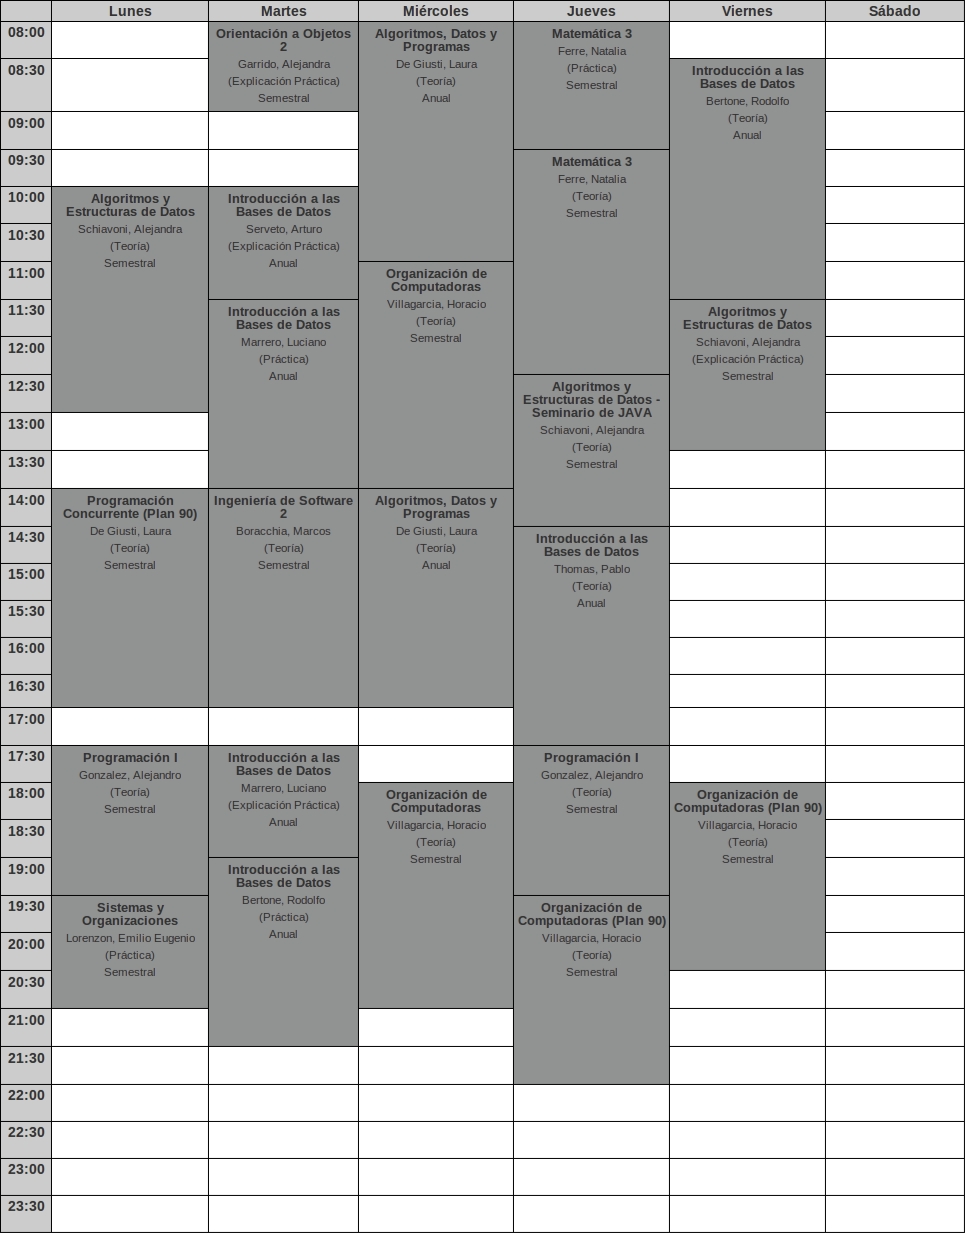 Lunes Martes Miércoles Jueves Viernes Sábado
08:00
08:30
09:00
09:30
10:00
10:30
11:00
11:30
12:00
12:30
13:00
13:30
14:00
14:30
15:00
15:30
16:00
16:30
17:00
17:30
18:00
18:30
19:00
19:30
20:00
20:30
21:00
21:30
22:00
22:30
23:00
23:30
Algoritmos y
Estructuras de Datos
Schiavoni, Alejandra
(Teoría)
Semestral
Programación
Concurrente (Plan 90)
De Giusti, Laura
(Teoría)
Semestral
Programación I
Gonzalez, Alejandro
(Teoría)
Semestral
Sistemas y
Organizaciones
Lorenzon, Emilio Eugenio
(Práctica)
Semestral
Orientación a Objetos
2
Garrido, Alejandra
(Explicación Práctica)
Semestral
Introducción a las
Bases de Datos
Serveto, Arturo
(Explicación Práctica)
Anual
Introducción a las
Bases de Datos
Marrero, Luciano
(Práctica)
Anual
Ingeniería de Software
2
Boracchia, Marcos
(Teoría)
Semestral
Introducción a las
Bases de Datos
Marrero, Luciano
(Explicación Práctica)
Anual
Introducción a las
Bases de Datos
Bertone, Rodolfo
(Práctica)
Anual
Algoritmos, Datos y
Programas
De Giusti, Laura
(Teoría)
Anual
Organización de
Computadoras
Villagarcia, Horacio
(Teoría)
Semestral
Algoritmos, Datos y
Programas
De Giusti, Laura
(Teoría)
Anual
Organización de
Computadoras
Villagarcia, Horacio
(Teoría)
Semestral
Matemática 3
Ferre, Natalia
(Práctica)
Semestral
Matemática 3
Ferre, Natalia
(Teoría)
Semestral
Algoritmos y
Estructuras de Datos -
Seminario de JAVA
Schiavoni, Alejandra
(Teoría)
Semestral
Introducción a las
Bases de Datos
Thomas, Pablo
(Teoría)
Anual
Programación I
Gonzalez, Alejandro
(Teoría)
Semestral
Organización de
Computadoras (Plan 90)
Villagarcia, Horacio
(Teoría)
Semestral
Introducción a las
Bases de Datos
Bertone, Rodolfo
(Teoría)
Anual
Algoritmos y
Estructuras de Datos
Schiavoni, Alejandra
(Explicación Práctica)
Semestral
Organización de
Computadoras (Plan 90)
Villagarcia, Horacio
(Teoría)
Semestral